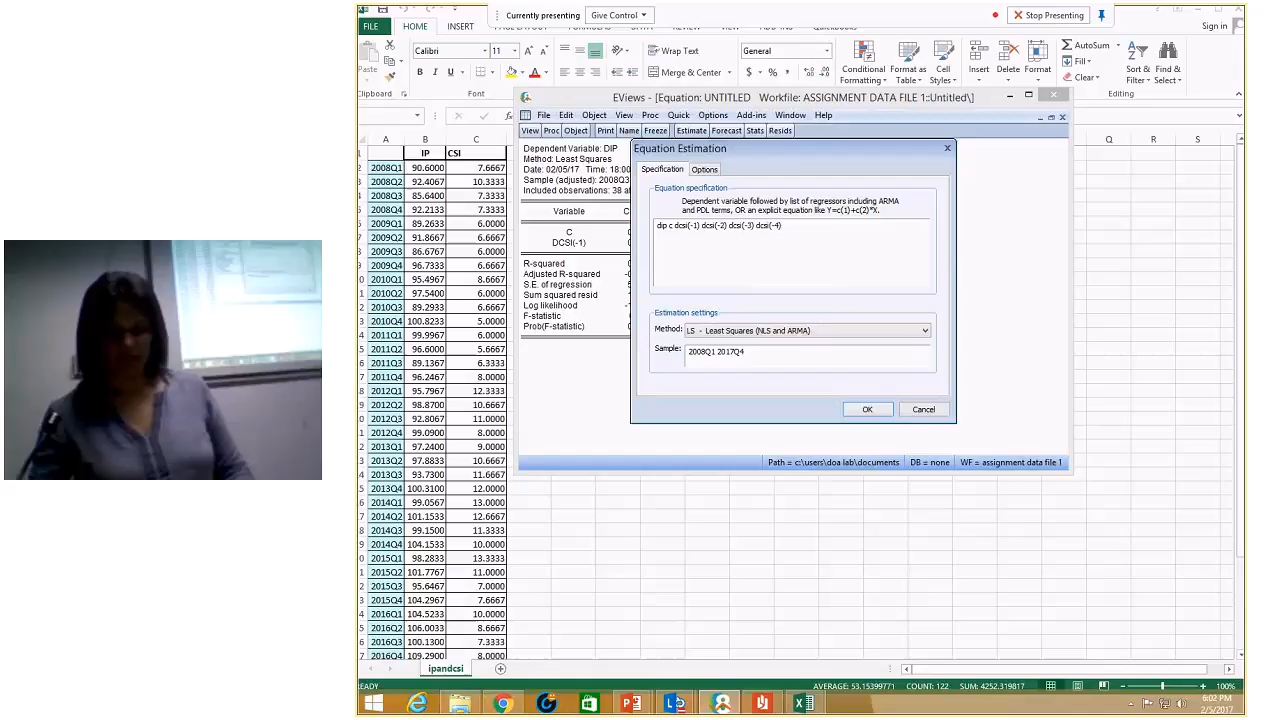 Currently presenting Give Control Stop Presenting
FILE HOME INSERT Sign in
Calibri 11 Wrap Text General AutoSum
Paste B I U Merge & Center $ % Conditional Formatting Format as Table Cell Styles Insert Delete Format Fill Clear Sort & Filter Find & Select
Clipboard Font Editing
EViews - [Equation: UNTITLED Workfile: ASSIGNMENT DATA FILE 1::Untitled\]
File Edit Object View Proc Quick Options Add-ins Window Help
View Proc Object Print Name Freeze Estimate Forecast Stats Resids
Dependent Variable: DIP
Method: Least Squares
Date: 02/05/17 Time: 18:00
Sample (adjusted): 2008Q3
Included observations: 38 af
Variable C
C 0
DCSI(-1) 0
R-squared 0
Adjusted R-squared -0
S.E. of regression 5
Sum squared resid
Log likelihood
F-statistic 0
Prob(F-statistic) 0
Equation Estimation
Specification Options
Equation specification
Dependent variable followed by list of regressors including ARMA
and PDL terms, OR an explicit equation like Y=c(1)+c(2)*X.
dip c dcsi(-1) dcsi(-2) dcsi(-3) dcsi(-4)
Estimation settings
Method: LS - Least Squares (NLS and ARMA)
Sample: 2008Q1 2017Q4
OK Cancel
Path = c:\users\doa lab\documents DB = none WF = assignment data file 1
A B C Q R S
IP CSI
2008Q1 90.6000 7.6667
2008Q2 92.4067 10.3333
2008Q3 85.6400 7.3333
2008Q4 92.2133 7.3333
2009Q1 89.2633 6.0000
2009Q2 91.8667 6.0000
2009Q3 86.6767 6.0000
2009Q4 96.7333 6.6667
2010Q1 95.4967 8.6667
2010Q2 97.5400 6.0000
2010Q3 89.2933 6.6667
2010Q4 100.8233 5.0000
2011Q1 99.9967 6.0000
2011Q2 96.6000 5.6667
2011Q3 89.1367 6.3333
2011Q4 96.2467 8.0000
2012Q1 95.7967 12.3333
2012Q2 98.8700 10.6667
2012Q3 92.8067 11.0000
2012Q4 99.0900 8.0000
2013Q1 97.2400 9.0000
2013Q2 97.8833 10.6667
2013Q3 93.7300 11.6667
2013Q4 100.3100 12.0000
2014Q1 99.0567 13.0000
2014Q2 101.1533 12.6667
2014Q3 99.1500 11.3333
2014Q4 104.1533 10.0000
2015Q1 98.2833 13.3333
2015Q2 101.7767 11.0000
2015Q3 95.6467 7.0000
2015Q4 104.2967 7.6667
2016Q1 104.5233 10.0000
2016Q2 106.0033 8.6667
2016Q3 100.1300 7.3333
2016Q4 109.2900 8.0000
ipandcsi
READY AVERAGE: 53.15399771 COUNT: 122 SUM: 4252.319817 100%
6:02 PM
2/5/2017